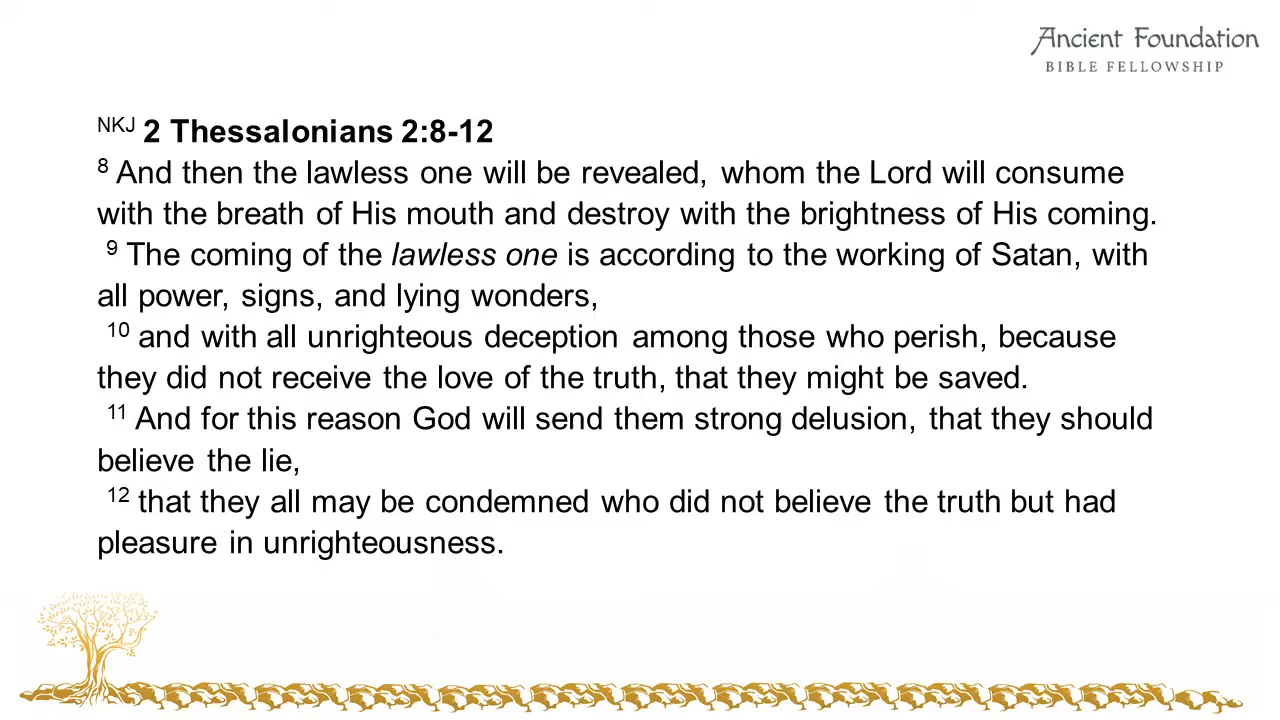 Ancient Foundation
BIBLE FELLOWSHIP
NKJ 2 Thessalonians 2:8-12
8 And then the lawless one will be revealed, whom the Lord will consume
with the breath of His mouth and destroy with the brightness of His coming.
9 The coming of the lawless one is according to the working of Satan, with
all power, signs, and lying wonders,
10 and with all unrighteous deception among those who perish, because
they did not receive the love of the truth, that they might be saved.
11 And for this reason God will send them strong delusion, that they should
believe the lie,
12 that they all may be condemned who did not believe the truth but had
pleasure in unrighteousness.